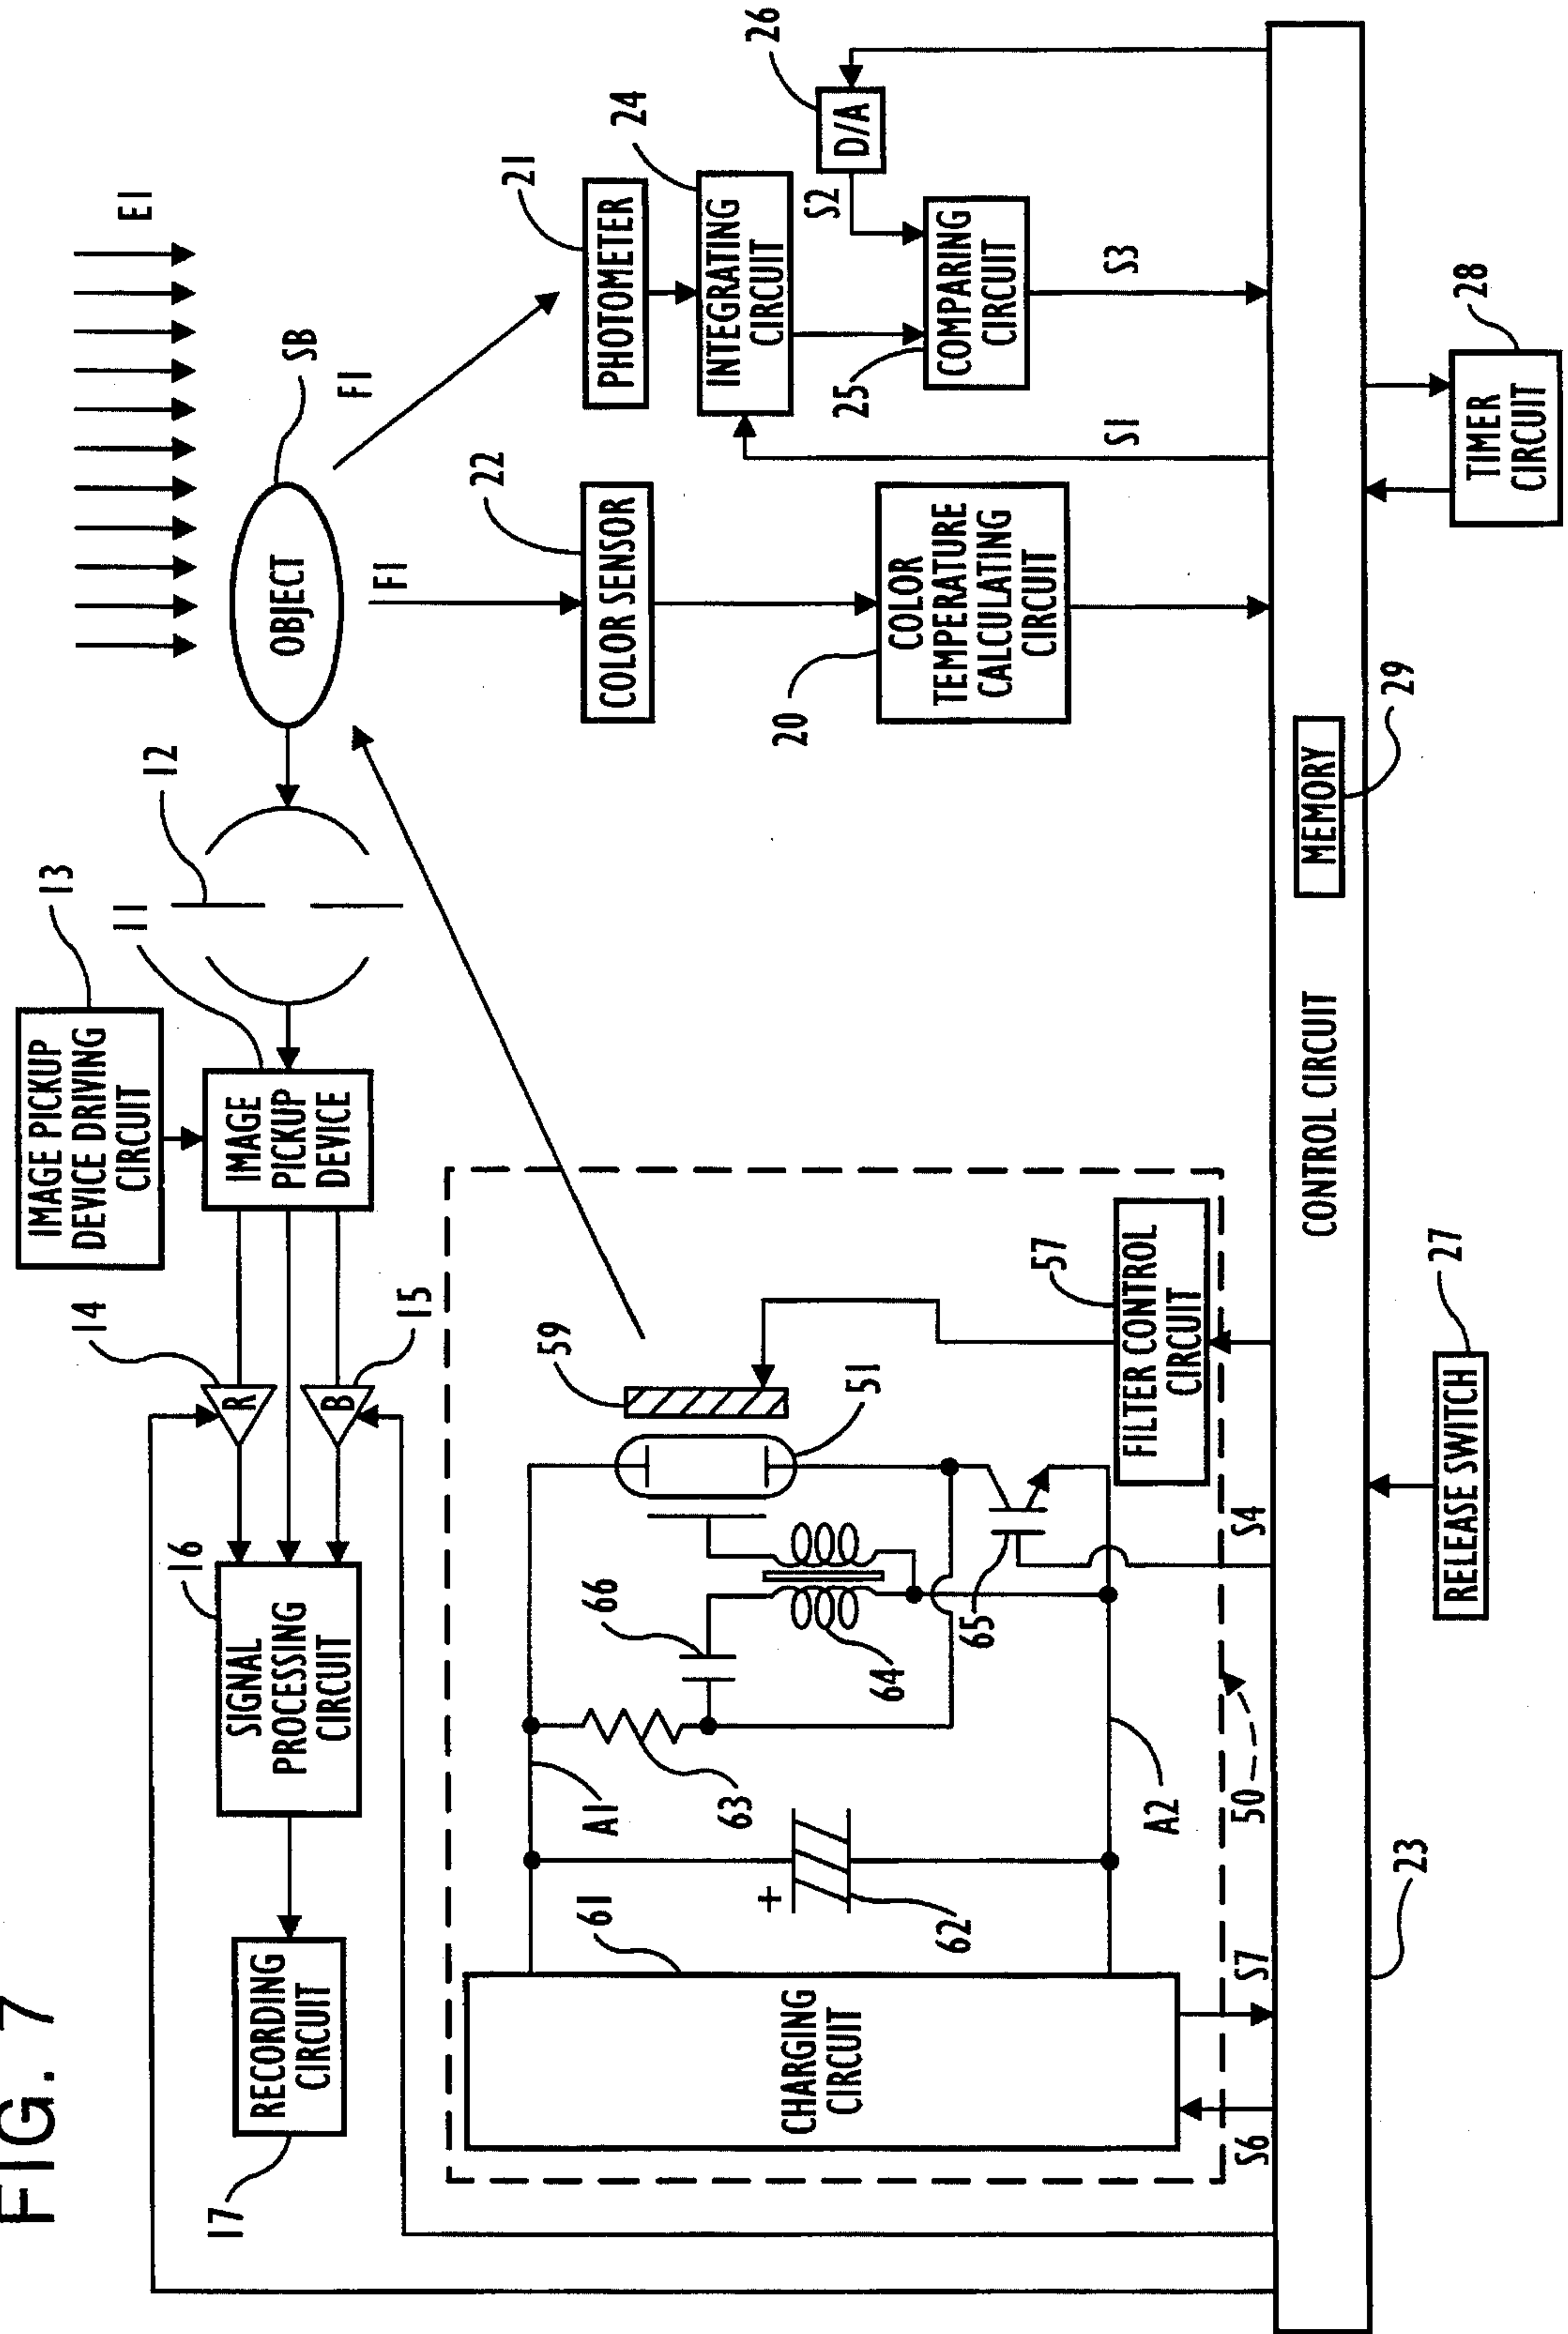 FIG. 7
IMAGE PICKUP
DEVICE DRIVING
CIRCUIT
13
11
12
E1
SB
OBJECT
F1
F1
IMAGE
PICKUP
DEVICE
14
R
15
B
16
SIGNAL
PROCESSING
CIRCUIT
RECORDING
CIRCUIT
17
22
COLOR SENSOR
20
COLOR
TEMPERATURE
CALCULATING
CIRCUIT
21
PHOTOMETER
24
INTEGRATING
CIRCUIT
26
D/A
S2
25
COMPARING
CIRCUIT
S3
S1
61
CHARGING
CIRCUIT
+
62
A1
63
66
64
65
59
51
57
FILTER CONTROL
CIRCUIT
A2
50
S6
S7
S4
23
CONTROL CIRCUIT
MEMORY
29
RELEASE SWITCH
27
TIMER
CIRCUIT
28